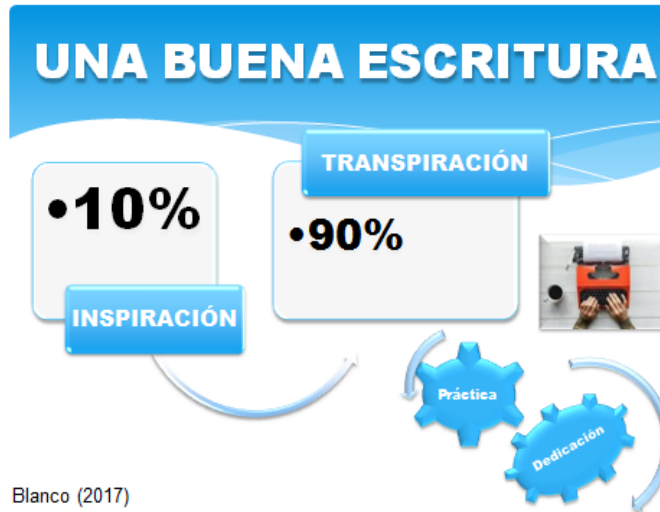 UNA BUENA ESCRITURA
TRANSPIRACIÓN
•10%
•90%
INSPIRACIÓN
Práctica
Dedicación
Blanco (2017)